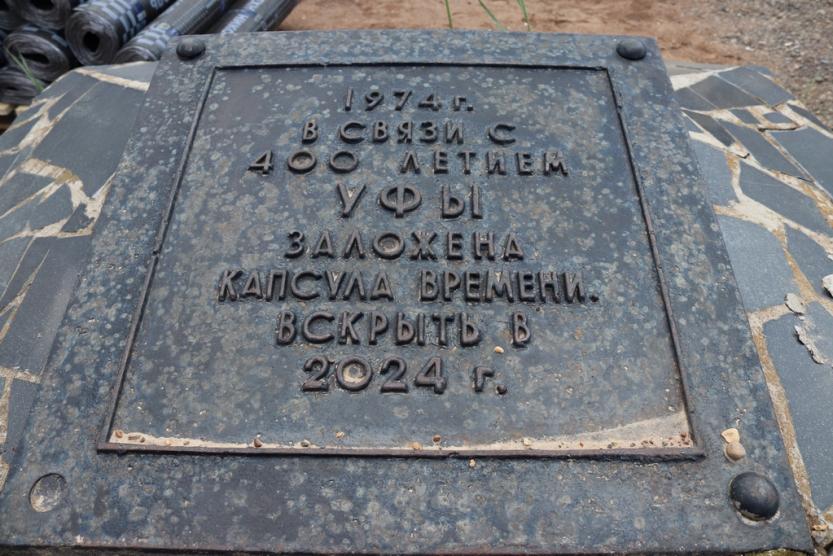 1974 г.
В СВЯЗИ С
400 ЛЕТИЕМ
УФЫ
ЗАЛОЖЕНА
КАПСУЛА ВРЕМЕНИ.
ВСКРЫТЬ В
2024 г.